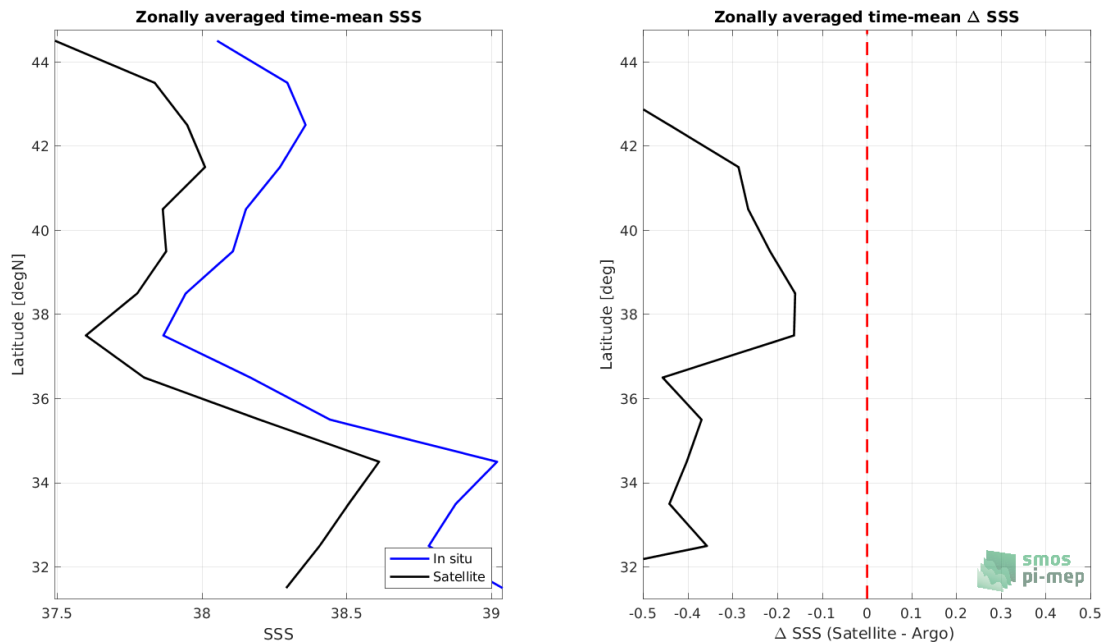 Zonally averaged time-mean SSS
44
42
40
38
36
34
32
Latitude [degN]
37.5 38 38.5 39
SSS
In situ
Satellite
Zonally averaged time-mean Δ SSS
44
42
40
38
36
34
32
Latitude [deg]
-0.5 -0.4 -0.3 -0.2 -0.1 0 0.1 0.2 0.3 0.4 0.5
Δ SSS (Satellite - Argo)
smos
pi-mep